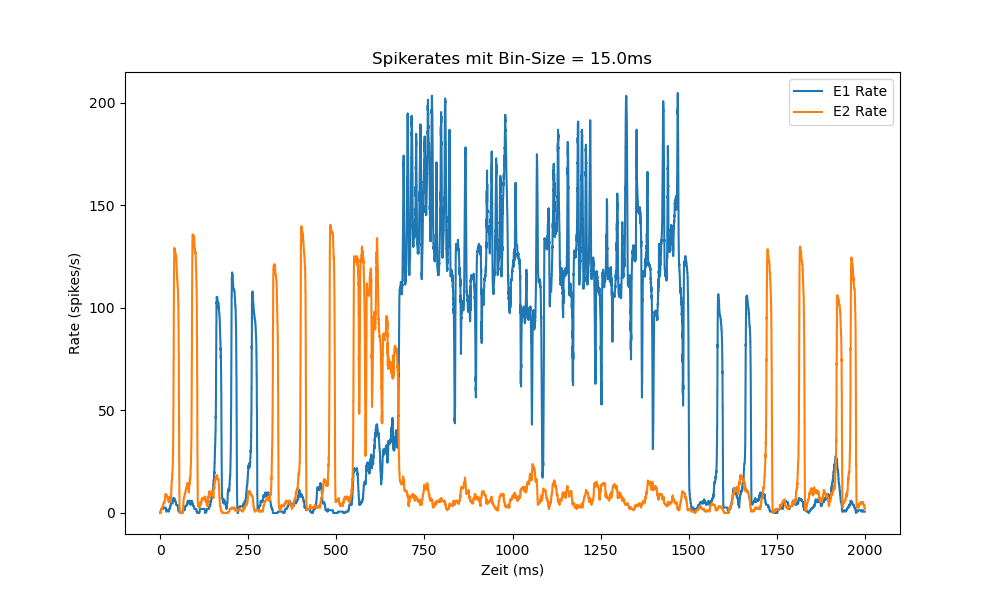 Spikerates mit Bin-Size = 15.0ms
E1 Rate
E2 Rate
200
150
100
50
0
Rate (spikes/s)
0 250 500 750 1000 1250 1500 1750 2000
Zeit (ms)